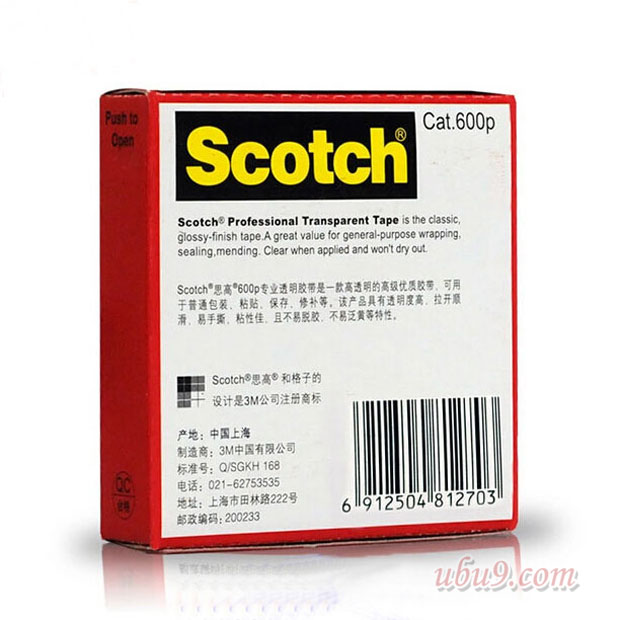 Push to
Open
Scotch®
Cat.600p
Scotch® Professional Transparent Tape is the classic,
glossy-finish tape.A great value for general-purpose wrapping,
sealing,mending. Clear when applied and won't dry out.
Scotch®思高®600p专业透明胶带是一款高透明的高级优质胶带，可用
于普通包装、粘贴、保存、修补等。该产品具有透明度高、拉开顺
滑、易手撕、粘性佳、且不易脱胶、不易泛黄等特性。
Scotch®思高® 和格子的
设计是3M公司注册商标
产地：中国上海
制造商：3M中国有限公司
标准号：Q/SGKH 168
电话：021-62753535
地址：上海市田林路222号
邮政编码：200233
QC
合格
6 912504 812703
ubu9.com